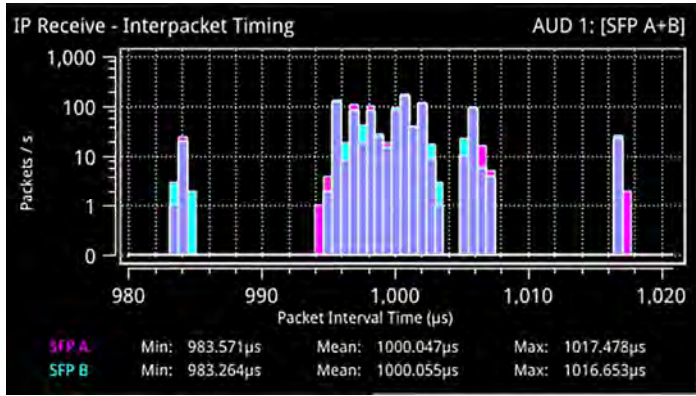 IP Receive - Interpacket Timing AUD 1: [SFP A+B]
1,000
100
10
1
0
Packets / s
980 990 1,000 1,010 1,020
Packet Interval Time (µs)
SFP A Min: 983.571µs Mean: 1000.047µs Max: 1017.478µs
SFP B Min: 983.264µs Mean: 1000.055µs Max: 1016.653µs